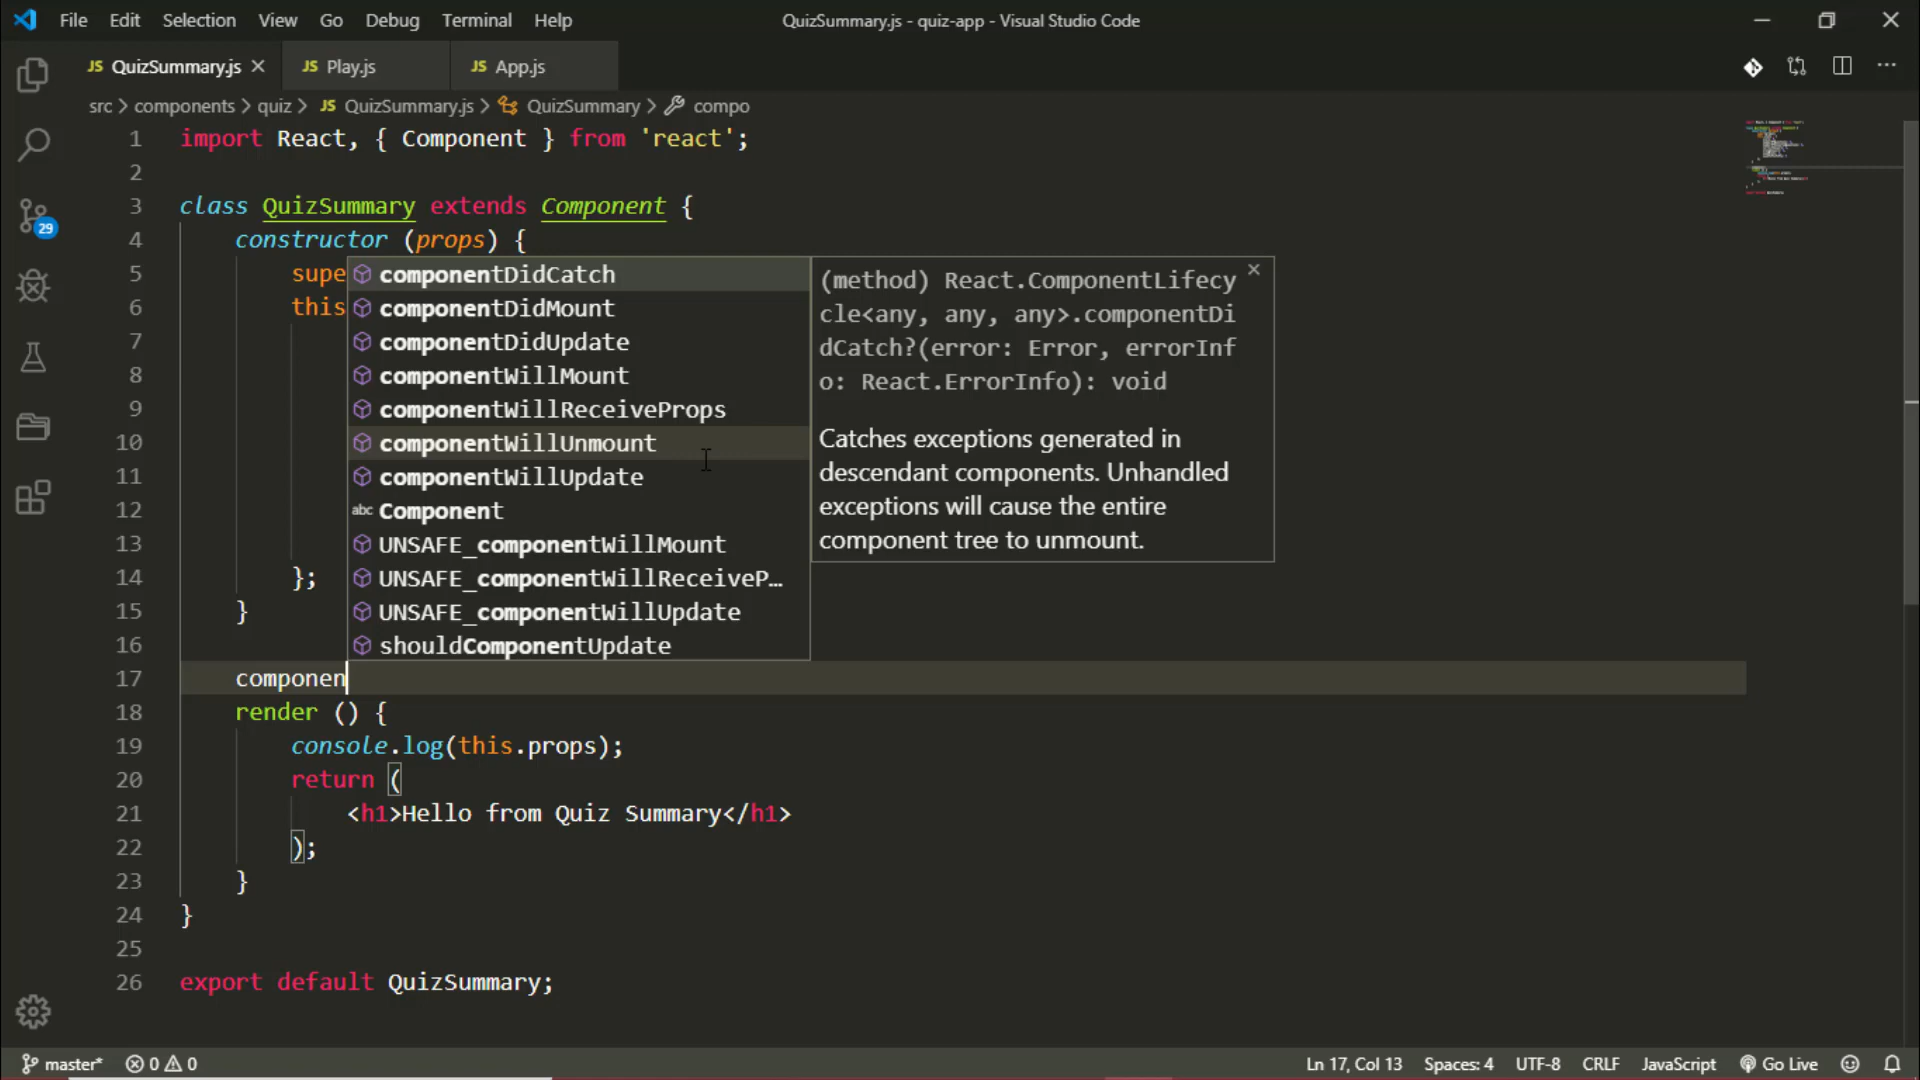 File Edit Selection View Go Debug Terminal Help QuizSummary.js - quiz-app - Visual Studio Code
JS QuizSummary.js JS Play.js JS App.js
src > components > quiz > JS QuizSummary.js > QuizSummary > compo
1 import React, { Component } from 'react';
2
3 class QuizSummary extends Component {
4 constructor (props) {
5 supe
6 this
7
8
9
10
11
12
13
14 };
15 }
16
17 componen
18 render () {
19 console.log(this.props);
20 return (
21 <h1>Hello from Quiz Summary</h1>
22 );
23 }
24 }
25
26 export default QuizSummary;
componentDidCatch
componentDidMount
componentDidUpdate
componentWillMount
componentWillReceiveProps
componentWillUnmount
componentWillUpdate
abc Component
UNSAFE_componentWillMount
UNSAFE_componentWillReceiveP…
UNSAFE_componentWillUpdate
shouldComponentUpdate
(method) React.ComponentLifecy
cle<any, any, any>.componentDi
dCatch?(error: Error, errorInf
o: React.ErrorInfo): void
Catches exceptions generated in
descendant components. Unhandled
exceptions will cause the entire
component tree to unmount.
29
master* 0 0 Ln 17, Col 13 Spaces: 4 UTF-8 CRLF JavaScript Go Live